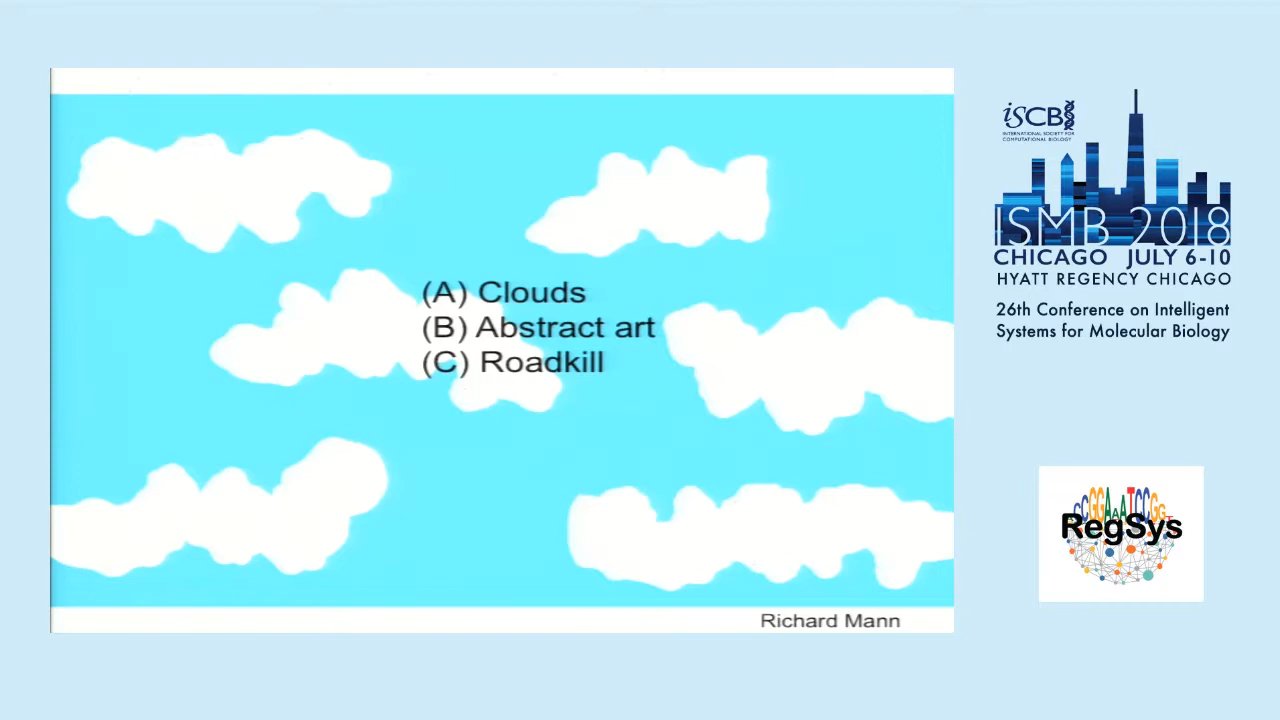 (A) Clouds
(B) Abstract art
(C) Roadkill
Richard Mann
iSCB
INTERNATIONAL SOCIETY FOR
COMPUTATIONAL BIOLOGY
ISMB 2018
CHICAGO JULY 6-10
HYATT REGENCY CHICAGO
26th Conference on Intelligent
Systems for Molecular Biology
RegSys